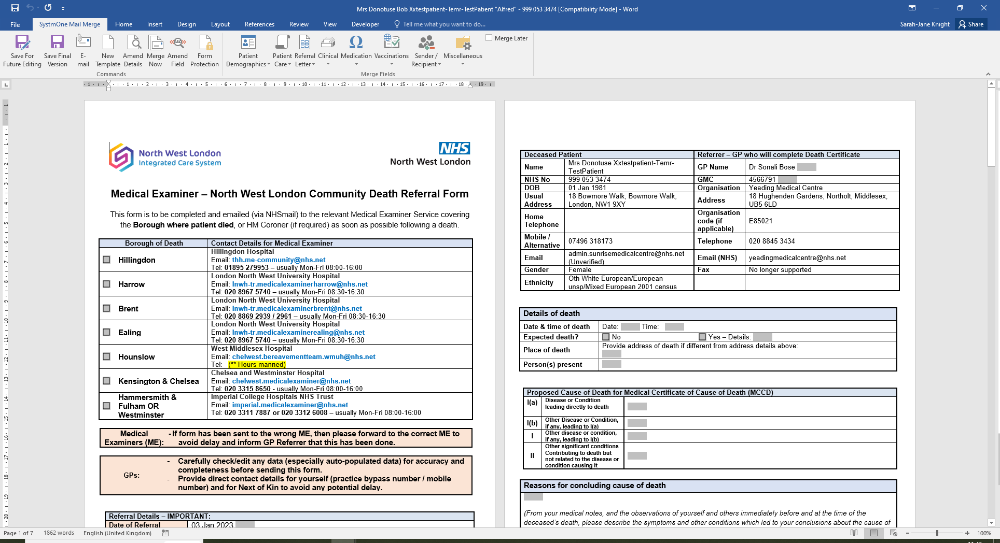 Mrs Donotuse Bob Xxtestpatient-Temr-TestPatient "Alfred" - 999 053 3474 [Compatibility Mode] - Word
File SystmOne Mail Merge Home Insert Design Layout References Review View Developer Tell me what you want to do... Sarah-Jane Knight Share
Save For Future Editing
Save Final Version
E-mail
New Template
Amend Details
Merge Now
Amend Field
Form Protection
Commands
Patient Demographics
Patient Care
Referral Letter
Clinical
Medication
Vaccinations
Sender / Recipient
Miscellaneous
Merge Later
Merge Fields
1 1 2 3 4 5 6 7 8 9 10 11 12 13 14 15 16 17 18 19
North West London
Integrated Care System
NHS
North West London
Medical Examiner – North West London Community Death Referral Form
This form is to be completed and emailed (via NHSmail) to the relevant Medical Examiner Service covering
the Borough where patient died, or HM Coroner (if required) as soon as possible following a death.
Borough of Death Contact Details for Medical Examiner
Hillingdon
Hillingdon Hospital
Email: thh.me-community@nhs.net
Tel: 01895 279953 – usually Mon-Fri 08:00-16:00
Harrow
London North West University Hospital
Email: lnwh-tr.medicalexaminerharrow@nhs.net
Tel: 020 8967 5740 – usually Mon-Fri 08:30-16:30
Brent
London North West University Hospital
Email: lnwh-tr.medicalexaminerbrent@nhs.net
Tel: 020 8869 2939 / 2961 – usually Mon-Fri 08:30-16:30
Ealing
London North West University Hospital
Email: lnwh-tr.medicalexaminerealing@nhs.net
Tel: 020 8967 5740 – usually Mon-Fri 08:30-16:30
Hounslow
West Middlesex Hospital
Email: chelwest.bereavementteam.wmuh@nhs.net
Tel: (** Hours manned)
Kensington & Chelsea
Chelsea and Westminster Hospital
Email: chelwest.medicalexaminer@nhs.net
Tel: 020 3315 8650 - usually Mon-Fri 08:00-16:00
Hammersmith &
Fulham OR
Westminster
Imperial College Hospitals NHS Trust
Email: imperial.medicalexaminer@nhs.net
Tel: 020 3311 7887 or 020 3312 6008 – usually Mon-Fri 08:00-16:00
Medical
Examiners (ME):
- If form has been sent to the wrong ME, then please forward to the correct ME to
avoid delay and inform GP Referrer that this has been done.
GPs:
- Carefully check/edit any data (especially auto-populated data) for accuracy and
completeness before sending this form.
- Provide direct contact details for yourself (practice bypass number / mobile
number) and for Next of Kin to avoid any potential delay.
Referral Details – IMPORTANT:
Date of Referral 03 Jan 2023
Deceased Patient Referrer – GP who will complete Death Certificate
Name
Mrs Donotuse Xxtestpatient-Temr-
TestPatient
GP Name Dr Sonali Bose
NHS No 999 053 3474 GMC 4566791
DOB 01 Jan 1981 Organisation Yeading Medical Centre
Usual
Address
18 Bowmore Walk, Bowmore Walk,
London, NW1 9XY
Address
18 Hughenden Gardens, Northolt, Middlesex,
UB5 6LD
Home
Telephone
Organisation
code (if
applicable)
E85021
Mobile /
Alternative
07496 318173 Telephone 020 8845 3434
Email
admin.sunrisemedicalcentre@nhs.net
(Unverified)
Email (NHS) yeadingmedicalcentre@nhs.net
Gender Female Fax No longer supported
Ethnicity
Oth White European/European
unsp/Mixed European 2001 census
Details of death
Date & time of death Date: Time:
Expected death? No Yes – Details:
Place of death Provide address of death if different from address details above:
Person(s) present
Proposed Cause of Death for Medical Certificate of Cause of Death (MCCD)
I(a)
Disease or Condition
leading directly to death
I(b)
Other Disease or Condition,
if any, leading to I(a)
I
Other disease or condition,
if any, leading to I(b)
II
Other significant conditions
Contributing to death but
not related to the disease or
condition causing it
Reasons for concluding cause of death
(From your medical notes, and the observations of yourself and others immediately before and at the time of the
deceased's death, please describe the symptoms and other conditions which led to your conclusions about the cause of
Page 1 of 7 1862 words English (United Kingdom) 100%